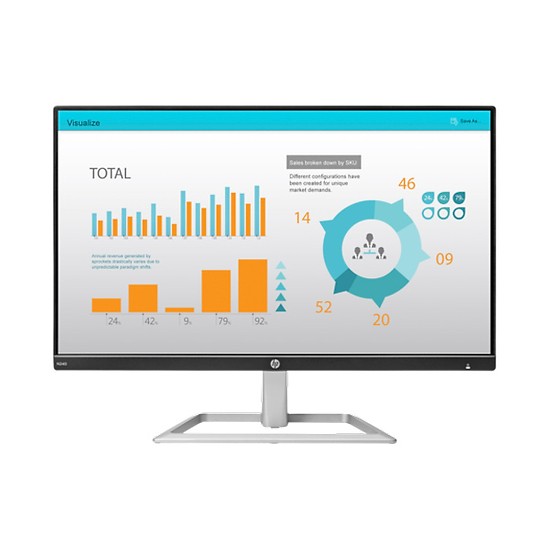 Visualize
Save As...
TOTAL
Sales broken down by SKU.
Different configurations have
been created for unique
market demands.
46
24 42 79
14
Annual revenue generated by
sprockets drastically varies due to
unpredictable paradigm shifts.
09
52
20
24% 42% 9% 79% 92%
hp
N240